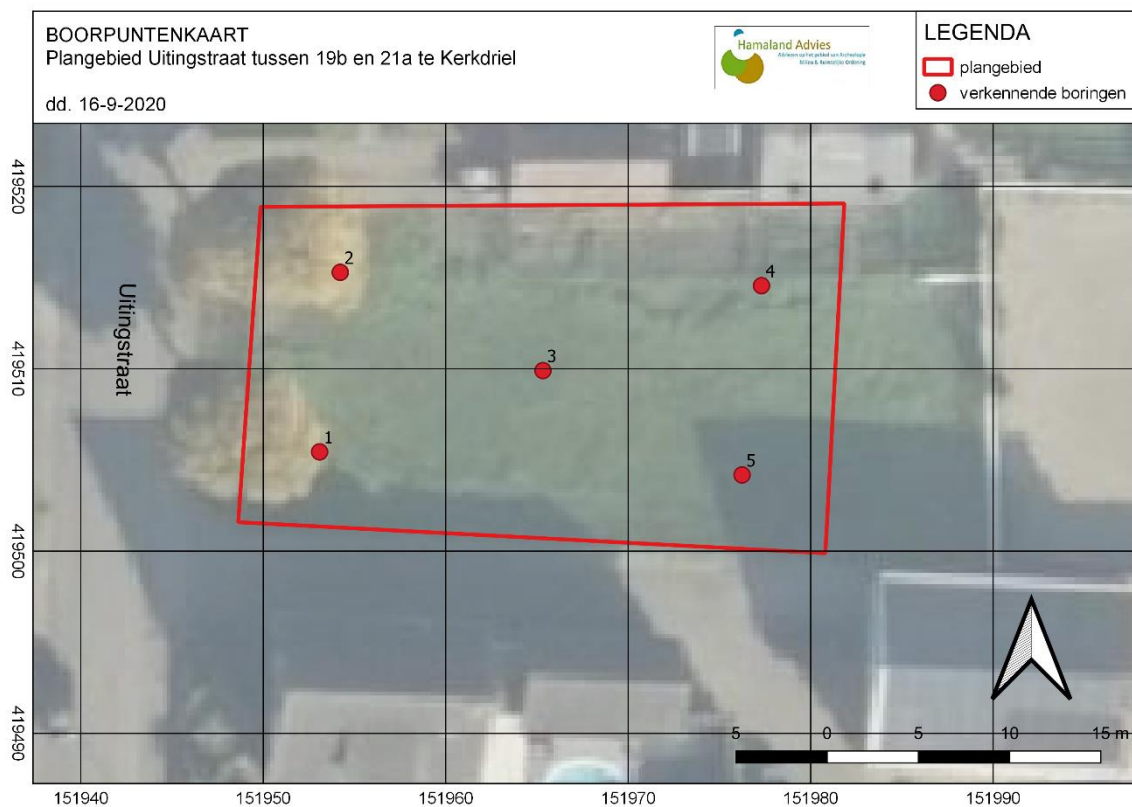 BOORPUNTENKAART
Plangebied Uitingstraat tussen 19b en 21a te Kerkdriel
dd. 16-9-2020
Hamaland Advies
LEGENDA
plangebied
verkennende boringen
419520
419510
419500
419490
Uitingstraat
2
4
3
1
5
5 0 5 10 15 m
151940 151950 151960 151970 151980 151990